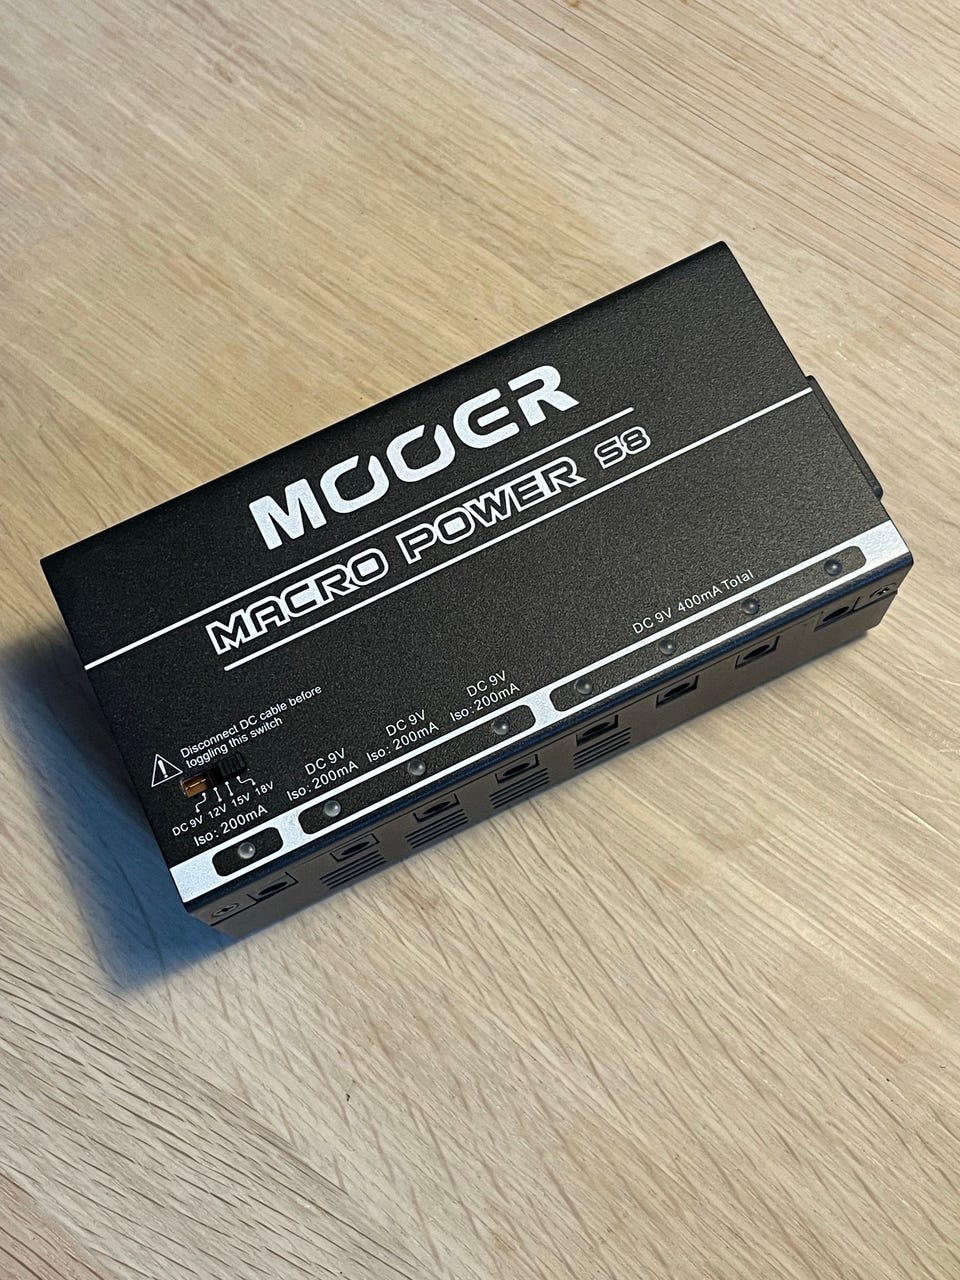 MOOER
MACRO POWER S8
DC 9V 400mA Total
DC 9V
Iso: 200mA
DC 9V
Iso: 200mA
DC 9V
Iso: 200mA
Disconnect DC cable before
toggling this switch
DC 9V 12V 15V 18V
Iso: 200mA